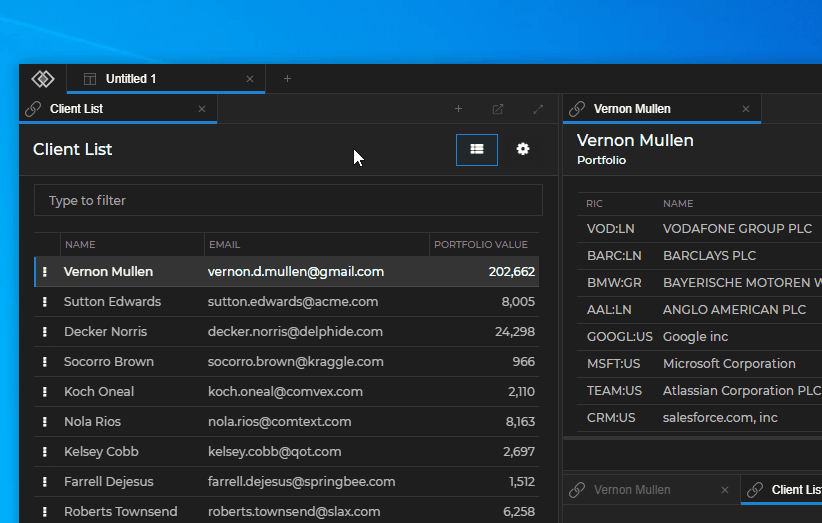 Untitled 1
Client List
Vernon Mullen
Client List
Vernon Mullen
Portfolio
Type to filter
NAME EMAIL PORTFOLIO VALUE
Vernon Mullen vernon.d.mullen@gmail.com 202,662
Sutton Edwards sutton.edwards@acme.com 8,005
Decker Norris decker.norris@delphide.com 24,298
Socorro Brown socorro.brown@kraggle.com 966
Koch Oneal koch.oneal@comvex.com 2,110
Nola Rios nola.rios@comtext.com 8,163
Kelsey Cobb kelsey.cobb@qot.com 2,697
Farrell Dejesus farrell.dejesus@springbee.com 1,512
Roberts Townsend roberts.townsend@slax.com 6,258
RIC NAME
VOD:LN VODAFONE GROUP PLC
BARC:LN BARCLAYS PLC
BMW:GR BAYERISCHE MOTOREN
AAL:LN ANGLO AMERICAN PLC
GOOGL:US Google inc
MSFT:US Microsoft Corporation
TEAM:US Atlassian Corporation PLC
CRM:US salesforce.com, inc
Vernon Mullen
Client Lis